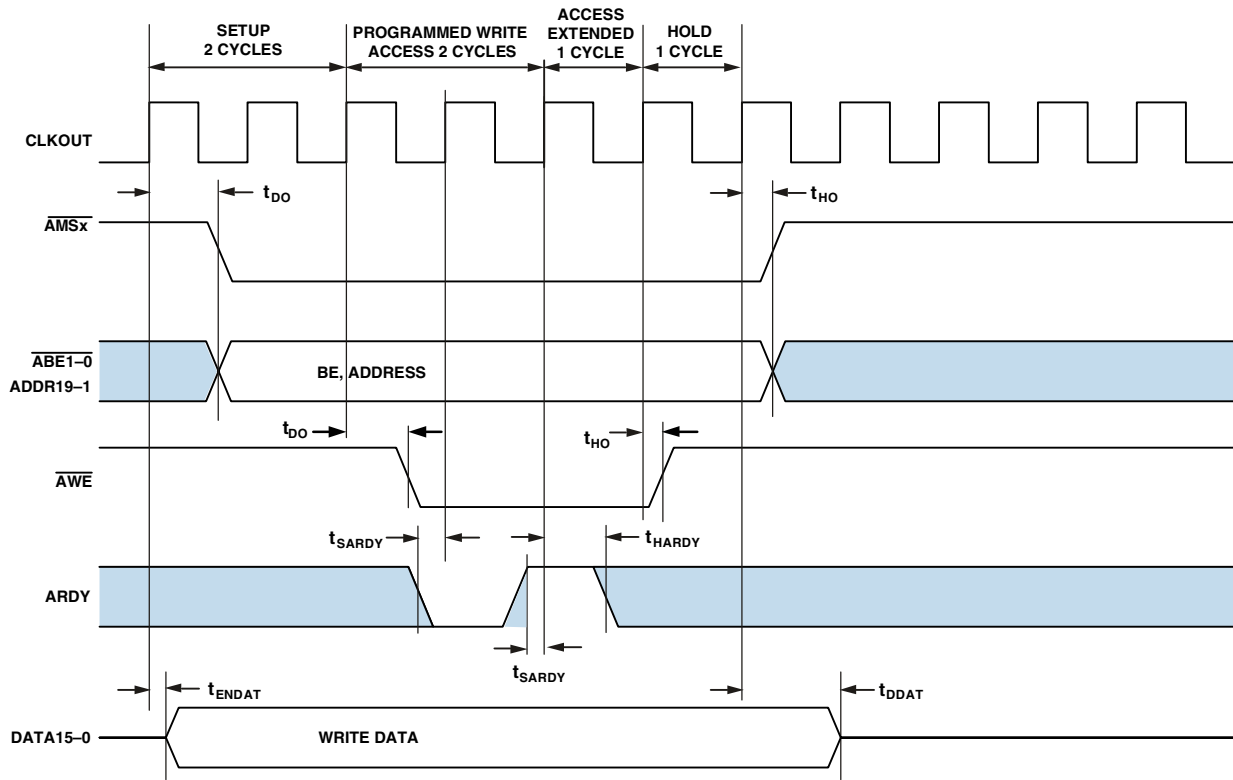 SETUP
2 CYCLES
PROGRAMMED WRITE
ACCESS 2 CYCLES
ACCESS
EXTENDED
1 CYCLE
HOLD
1 CYCLE
CLKOUT
tDO
tHO
AMSx
ABE1–0
ADDR19–1
BE, ADDRESS
tDO
tHO
AWE
tSARDY
tHARDY
ARDY
tSARDY
tENDAT
tDDAT
DATA15–0
WRITE DATA